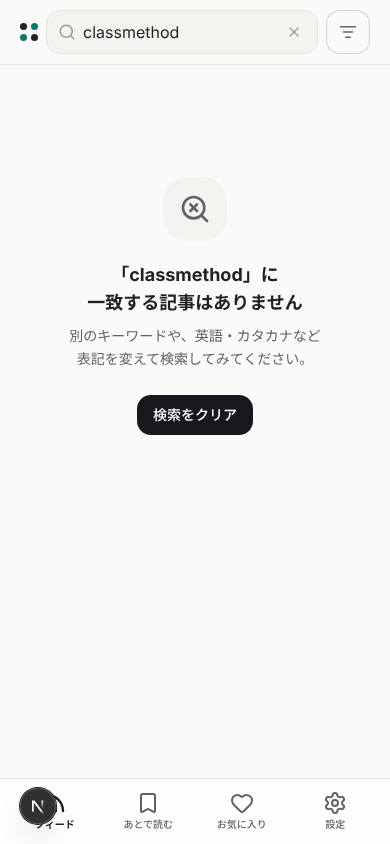 classmethod
「classmethod」に
一致する記事はありません
別のキーワードや、英語・カタカナなど
表記を変えて検索してみてください。
検索をクリア
N
ィード
あとで読む
お気に入り
設定